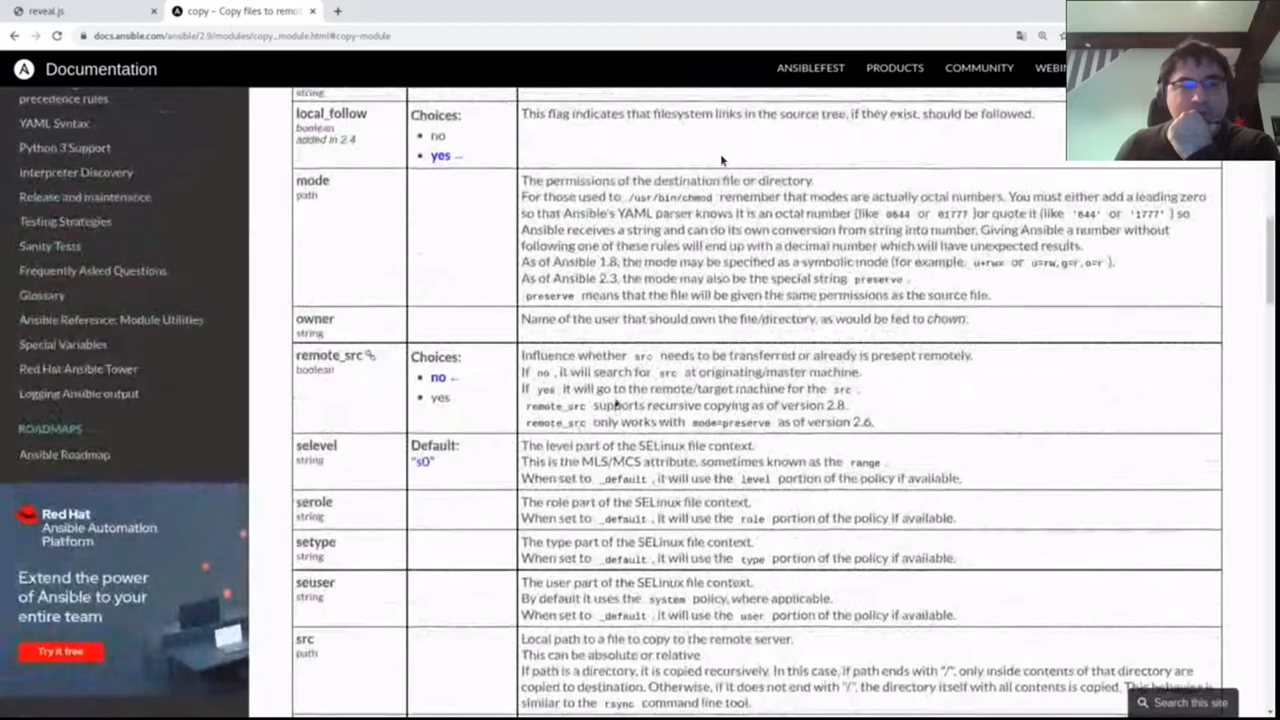 reveal.js
copy – Copy files to remo
docs.ansible.com/ansible/2.9/modules/copy_module.html#copy-module
A Documentation
ANSIBLEFEST PRODUCTS COMMUNITY WEBIN
precedence rules
YAML Syntax
Python 3 Support
Interpreter Discovery
Release and maintenance
Testing Strategies
Sanity Tests
Frequently Asked Questions
Glossary
Ansible Reference: Module Utilities
Special Variables
Red Hat Ansible Tower
Logging Ansible output
ROADMAPS
Ansible Roadmap
Red Hat
Ansible Automation
Platform
Extend the power
of Ansible to your
entire team
Try it free
string
local_follow
boolean
added in 2.4
Choices:
• no
• yes ←
This flag indicates that filesystem links in the source tree, if they exist, should be followed.
mode
path
The permissions of the destination file or directory.
For those used to /usr/bin/chmod remember that modes are actually octal numbers. You must either add a leading zero
so that Ansible's YAML parser knows it is an octal number (like 0644 or 01777 )or quote it (like '644' or '1777' ) so
Ansible receives a string and can do its own conversion from string into number. Giving Ansible a number without
following one of these rules will end up with a decimal number which will have unexpected results.
As of Ansible 1.8, the mode may be specified as a symbolic mode (for example, u+rwx or u=rw,g=r,o=r ).
As of Ansible 2.3, the mode may also be the special string preserve .
preserve means that the file will be given the same permissions as the source file.
owner
string
Name of the user that should own the file/directory, as would be fed to chown.
remote_src
boolean
Choices:
• no ←
• yes
Influence whether src needs to be transferred or already is present remotely.
If no , it will search for src at originating/master machine.
If yes it will go to the remote/target machine for the src .
remote_src supports recursive copying as of version 2.8.
remote_src only works with mode=preserve as of version 2.6.
selevel
string
Default:
"s0"
The level part of the SELinux file context.
This is the MLS/MCS attribute, sometimes known as the range
When set to _default , it will use the level portion of the policy if available.
serole
string
The role part of the SELinux file context.
When set to _default , it will use the role portion of the policy if available.
setype
string
The type part of the SELinux file context.
When set to _default , it will use the type portion of the policy if available.
seuser
string
The user part of the SELinux file context.
By default it uses the system policy, where applicable.
When set to _default , it will use the user portion of the policy if available.
src
path
Local path to a file to copy to the remote server.
This can be absolute or relative
If path is a directory, it is copied recursively. In this case, if path ends with "/", only inside contents of that directory are
copied to destination. Otherwise, if it does not end with "/", the directory itself with all contents is copied. This behavior is
similar to the rsync command line tool.
Search this site